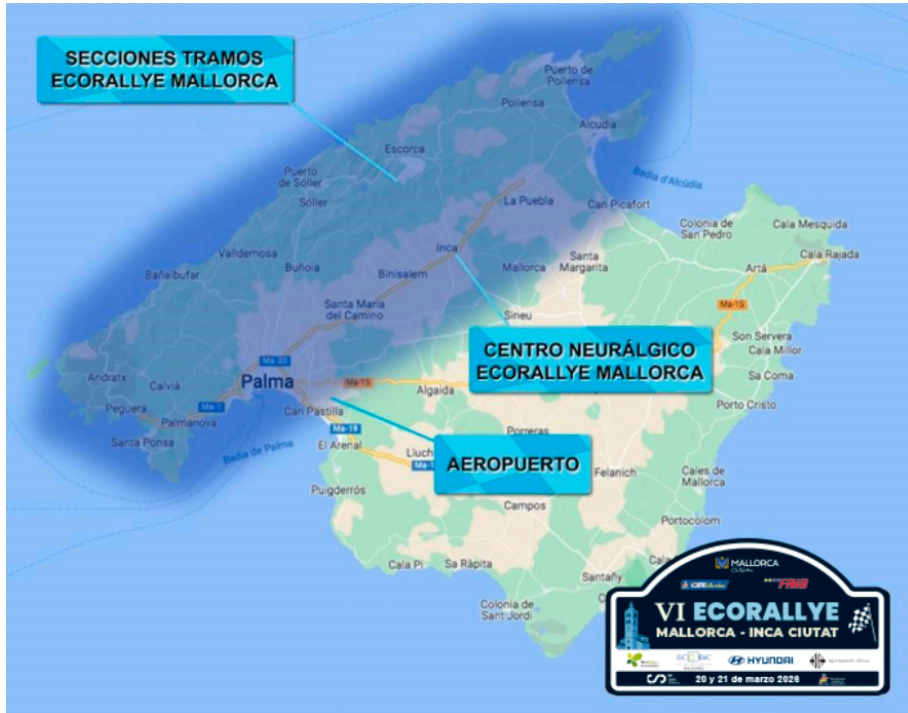 SECCIONES TRAMOS
ECORALLYE MALLORCA
Puerto de
Pollensa
Pollensa
Alcudia
Escorca
Badia d'Alcúdia
Puerto
de Sóller
Sóller
La Puebla
Can Picafort
Colonia de
San Pedro
Cala Mesquida
Cala Rajada
Valldemosa
Inca
Buñola
Binisalem
Mallorca
Santa
Margarita
Artá
Bañalbufar
Santa María
del Camino
Sineu
Ma-15
CENTRO NEURÁLGICO
ECORALLYE MALLORCA
Son Servera
Cala Millor
Ma-20
Andratx
Calviá
Palma
Ma-15
Algaida
Sa Coma
Peguera
Ma-1
Palmanova
Can Pastilla
Porto Cristo
Santa Ponsa
Badia de Palma
Ma-19
El Arenal
Lluch
Porreras
AEROPUERTO
Felanich
Cales de
Mallorca
Puigderrós
Campos
Portocolom
Cala Pi
Sa Ràpita
Santañy
Cala
Colonia de
Sant Jordi
MALLORCA
FAIB
VI ECORALLYE
MALLORCA - INCA CIUTAT
HYUNDAI
20 y 21 de marzo 2026